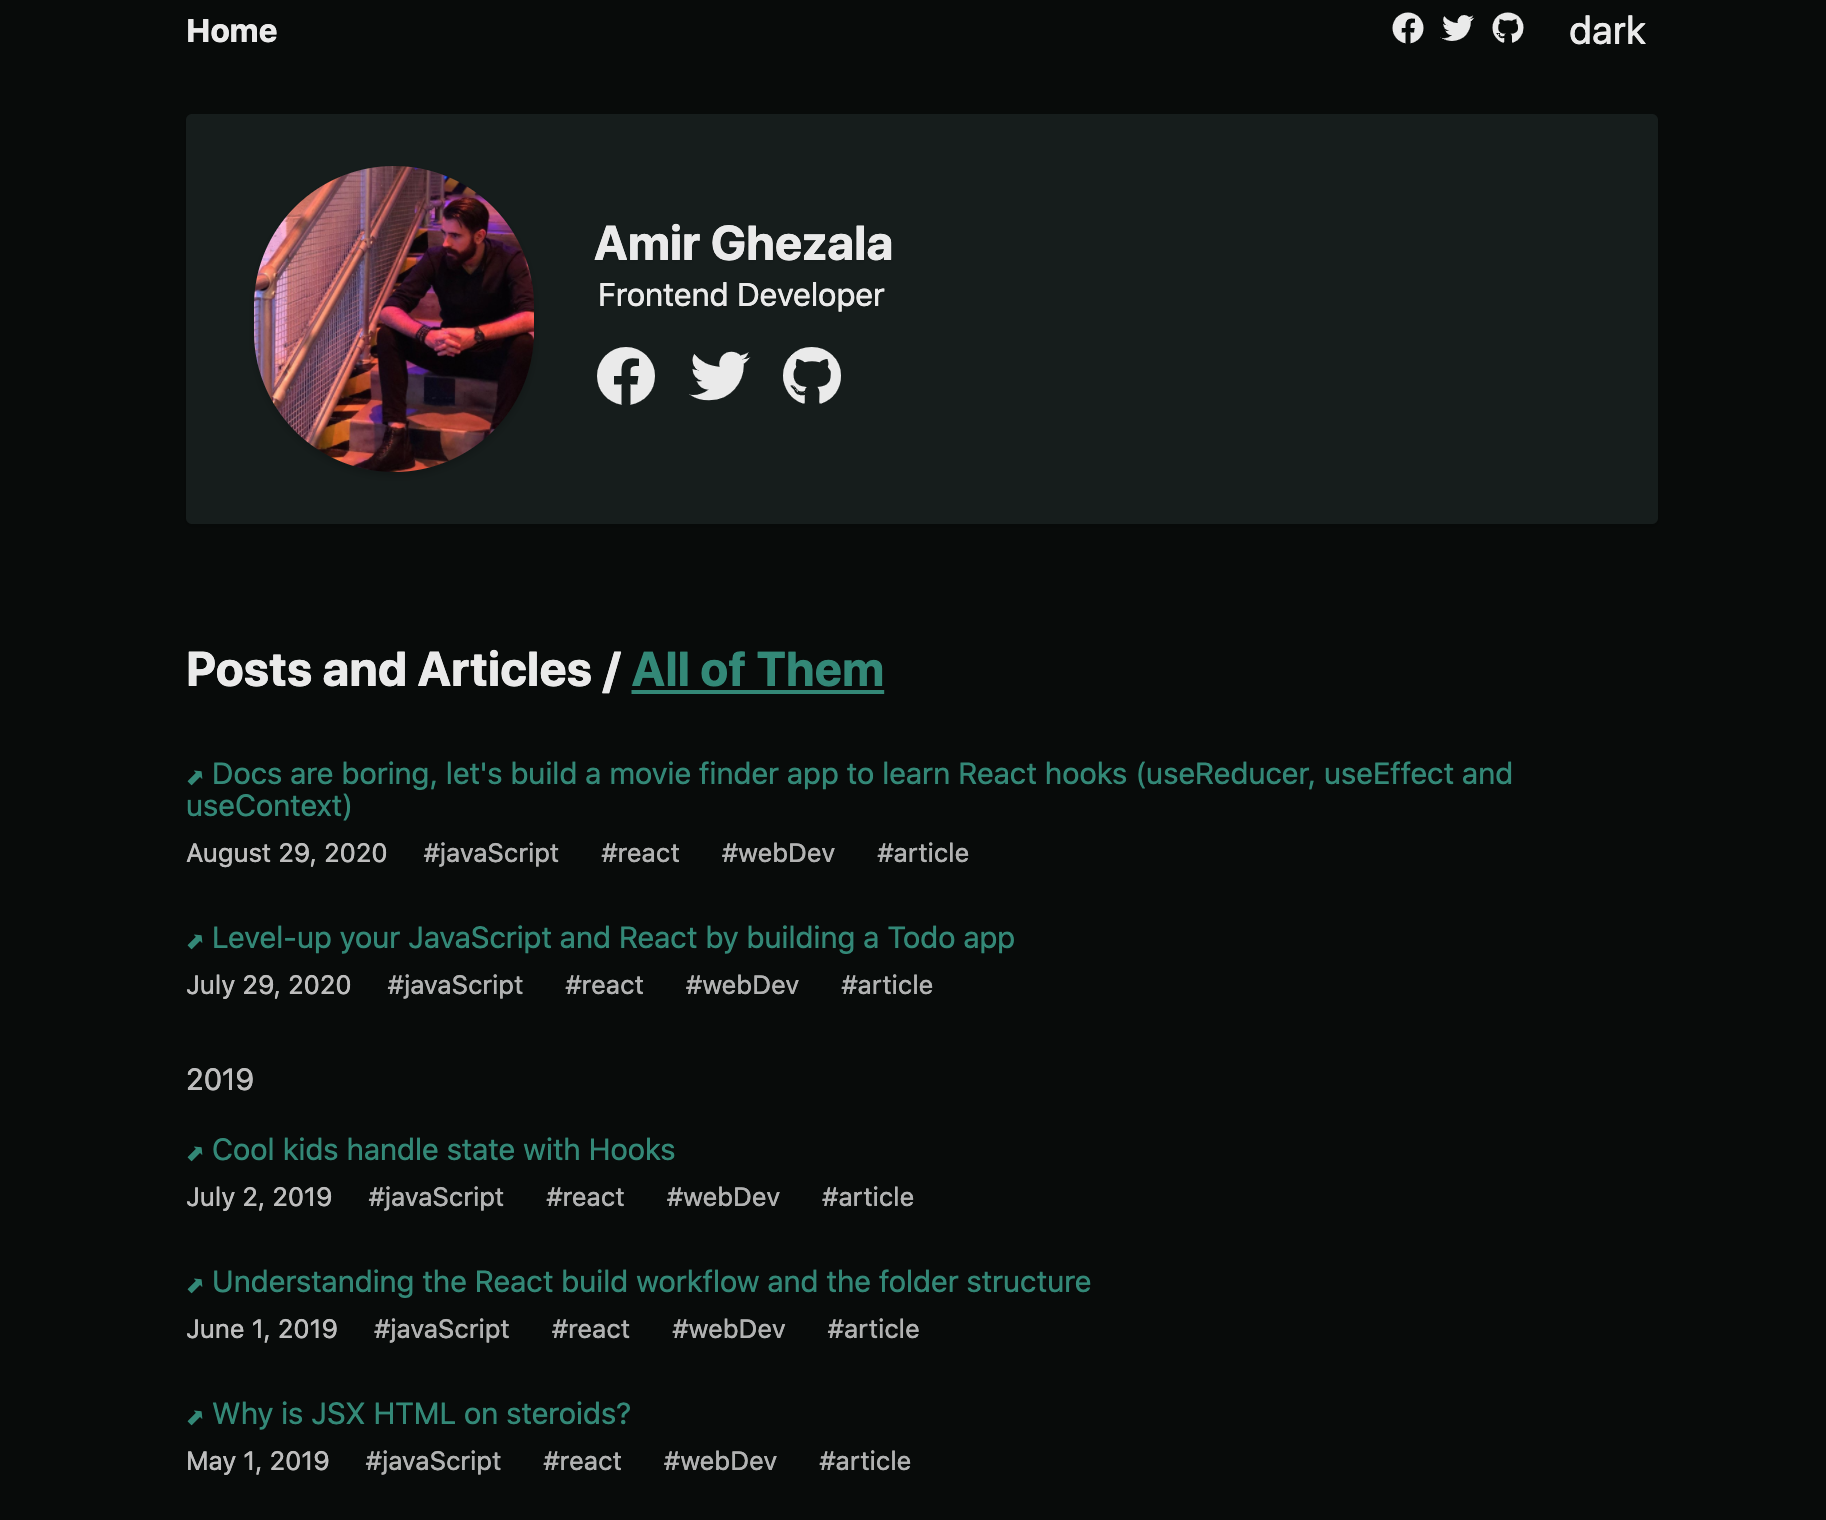 Home
dark
Amir Ghezala
Frontend Developer
Posts and Articles / All of Them
⬈ Docs are boring, let's build a movie finder app to learn React hooks (useReducer, useEffect and
useContext)
August 29, 2020 #javaScript #react #webDev #article
⬈ Level-up your JavaScript and React by building a Todo app
July 29, 2020 #javaScript #react #webDev #article
2019
⬈ Cool kids handle state with Hooks
July 2, 2019 #javaScript #react #webDev #article
⬈ Understanding the React build workflow and the folder structure
June 1, 2019 #javaScript #react #webDev #article
⬈ Why is JSX HTML on steroids?
May 1, 2019 #javaScript #react #webDev #article